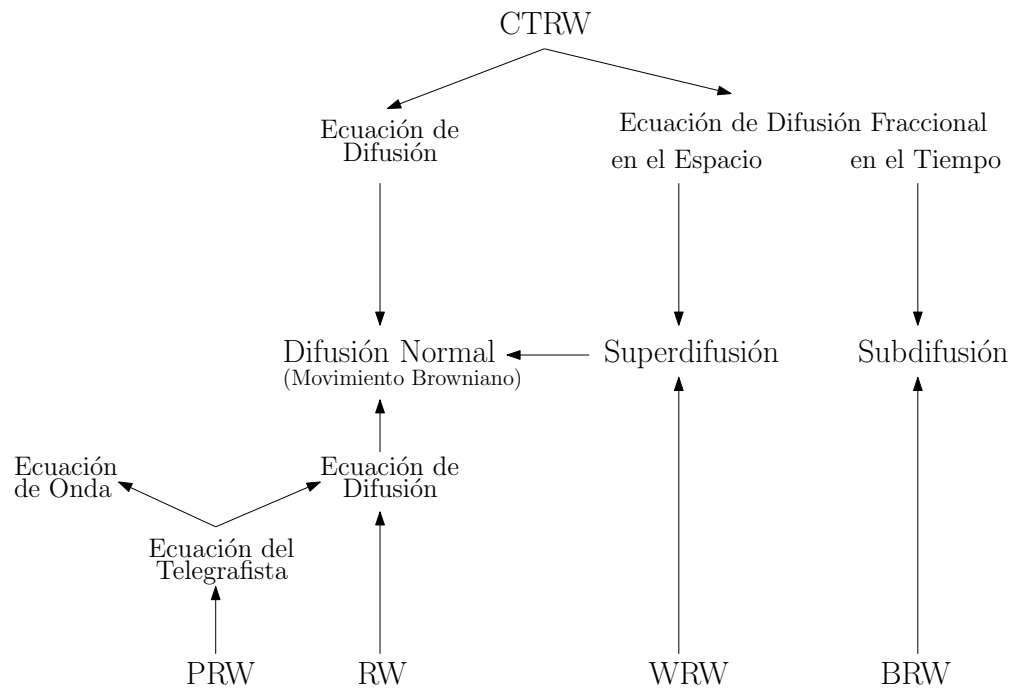 CTRW
Ecuación de
Difusión
Ecuación de Difusión Fraccional
en el Espacio
en el Tiempo
Difusión Normal
(Movimiento Browniano)
Superdifusión
Subdifusión
Ecuación
de Onda
Ecuación de
Difusión
Ecuación del
Telegrafista
PRW
RW
WRW
BRW